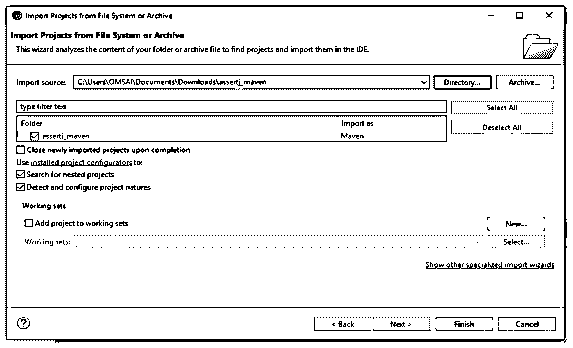 Import Projects from File System or Archive
Import Projects from File System or Archive
This wizard analyzes the content of your folder or archive file to find projects and import them in the IDE.
Import source: C:\Users\OMSAI\Documents\Downloads\assertj_maven Directory... Archive...
type filter text Select All
Folder Import as
assertj_maven Maven
Deselect All
Close newly imported projects upon completion
Use installed project configurators to:
Search for nested projects
Detect and configure project natures
Working sets
Add project to working sets New...
Working sets: Select...
Show other specialized import wizards
< Back Next > Finish Cancel